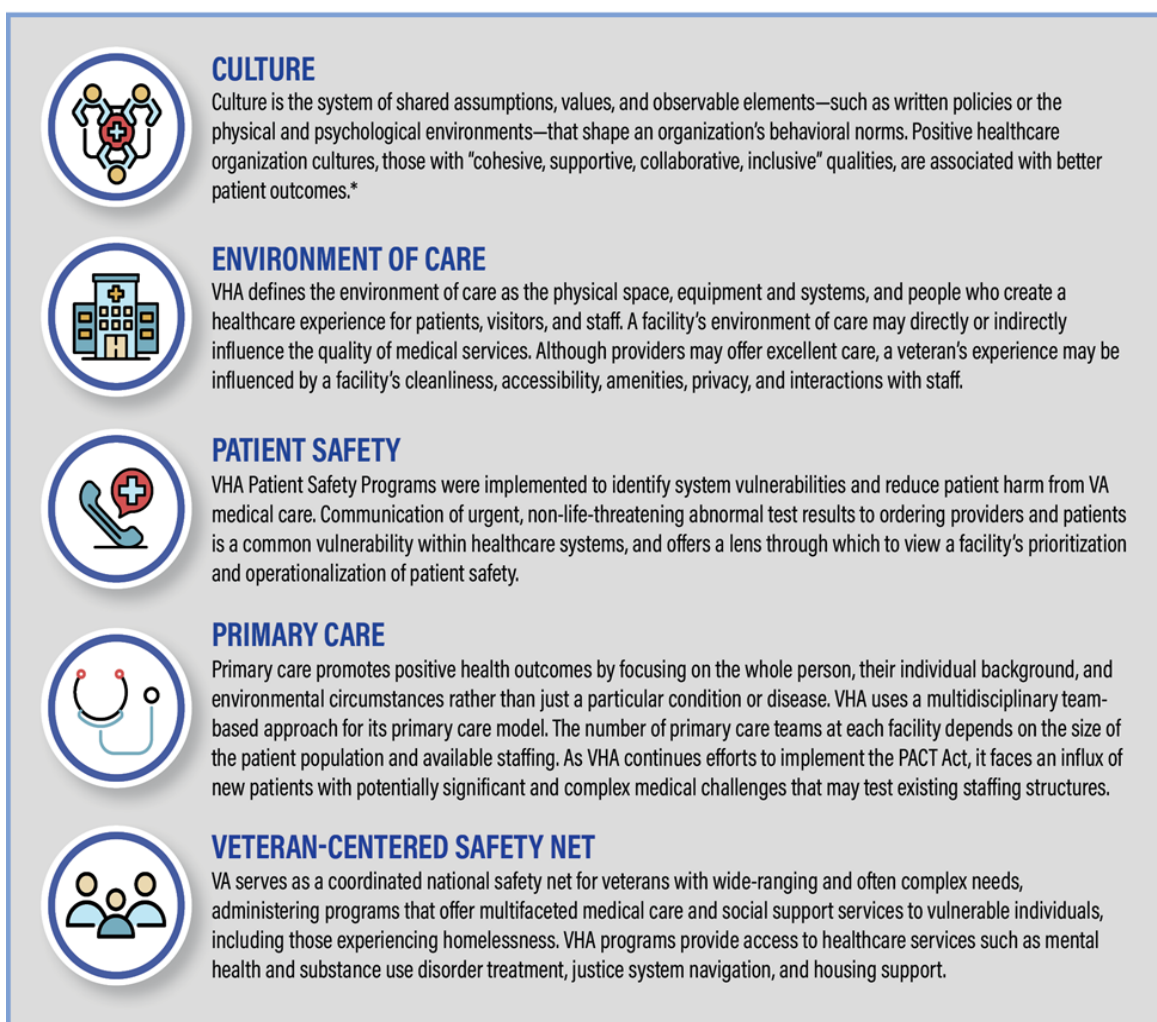 CULTURE
Culture is the system of shared assumptions, values, and observable elements—such as written policies or the
physical and psychological environments—that shape an organization’s behavioral norms. Positive healthcare
organization cultures, those with “cohesive, supportive, collaborative, inclusive” qualities, are associated with better
patient outcomes.*
ENVIRONMENT OF CARE
VHA defines the environment of care as the physical space, equipment and systems, and people who create a
healthcare experience for patients, visitors, and staff. A facility’s environment of care may directly or indirectly
influence the quality of medical services. Although providers may offer excellent care, a veteran’s experience may be
influenced by a facility’s cleanliness, accessibility, amenities, privacy, and interactions with staff.
PATIENT SAFETY
VHA Patient Safety Programs were implemented to identify system vulnerabilities and reduce patient harm from VA
medical care. Communication of urgent, non-life-threatening abnormal test results to ordering providers and patients
is a common vulnerability within healthcare systems, and offers a lens through which to view a facility’s prioritization
and operationalization of patient safety.
PRIMARY CARE
Primary care promotes positive health outcomes by focusing on the whole person, their individual background, and
environmental circumstances rather than just a particular condition or disease. VHA uses a multidisciplinary team-
based approach for its primary care model. The number of primary care teams at each facility depends on the size of
the patient population and available staffing. As VHA continues efforts to implement the PACT Act, it faces an influx of
new patients with potentially significant and complex medical challenges that may test existing staffing structures.
VETERAN-CENTERED SAFETY NET
VA serves as a coordinated national safety net for veterans with wide-ranging and often complex needs,
administering programs that offer multifaceted medical care and social support services to vulnerable individuals,
including those experiencing homelessness. VHA programs provide access to healthcare services such as mental
health and substance use disorder treatment, justice system navigation, and housing support.